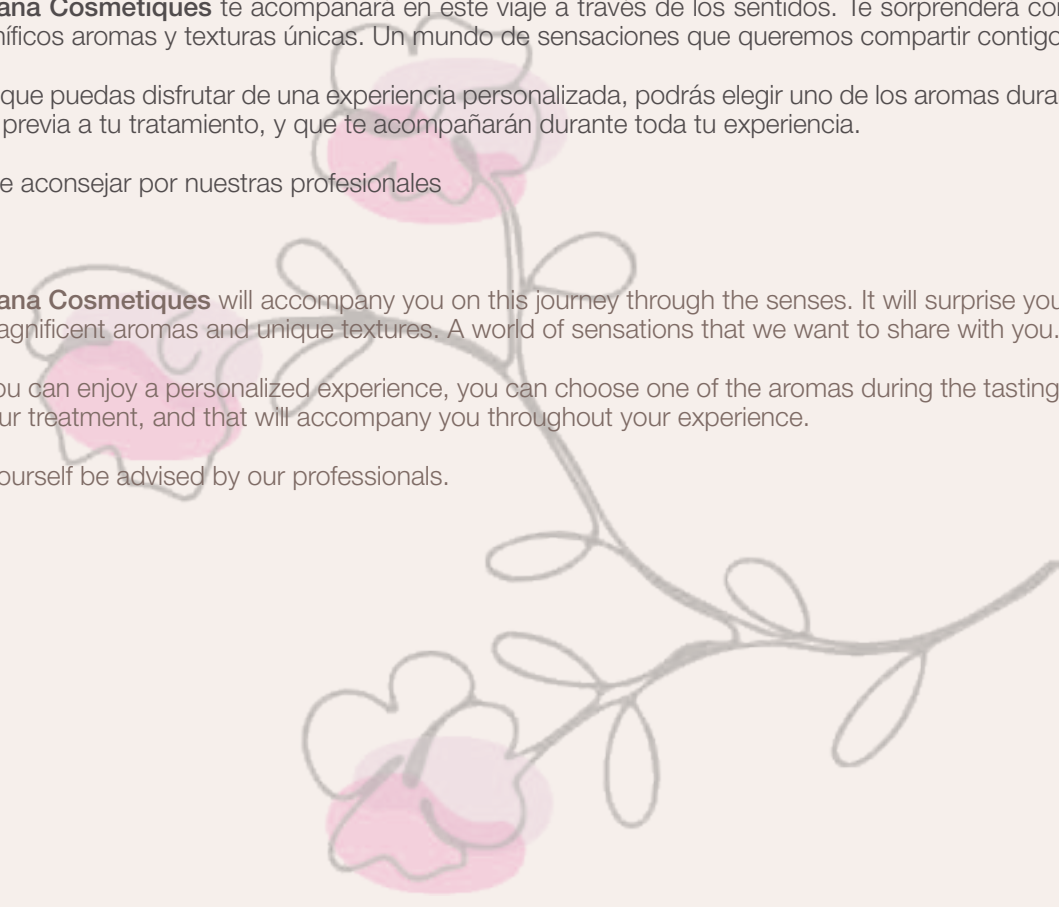 ana Cosmetiques te acompañará en este viaje a través de los sentidos. Te sorprenderá con
níficos aromas y texturas únicas. Un mundo de sensaciones que queremos compartir contigo
que puedas disfrutar de una experiencia personalizada, podrás elegir uno de los aromas dura
previa a tu tratamiento, y que te acompañarán durante toda tu experiencia.
e aconsejar por nuestras profesionales
ana Cosmetiques will accompany you on this journey through the senses. It will surprise you
agnificent aromas and unique textures. A world of sensations that we want to share with you.
ou can enjoy a personalized experience, you can choose one of the aromas during the tasting
ur treatment, and that will accompany you throughout your experience.
ourself be advised by our professionals.